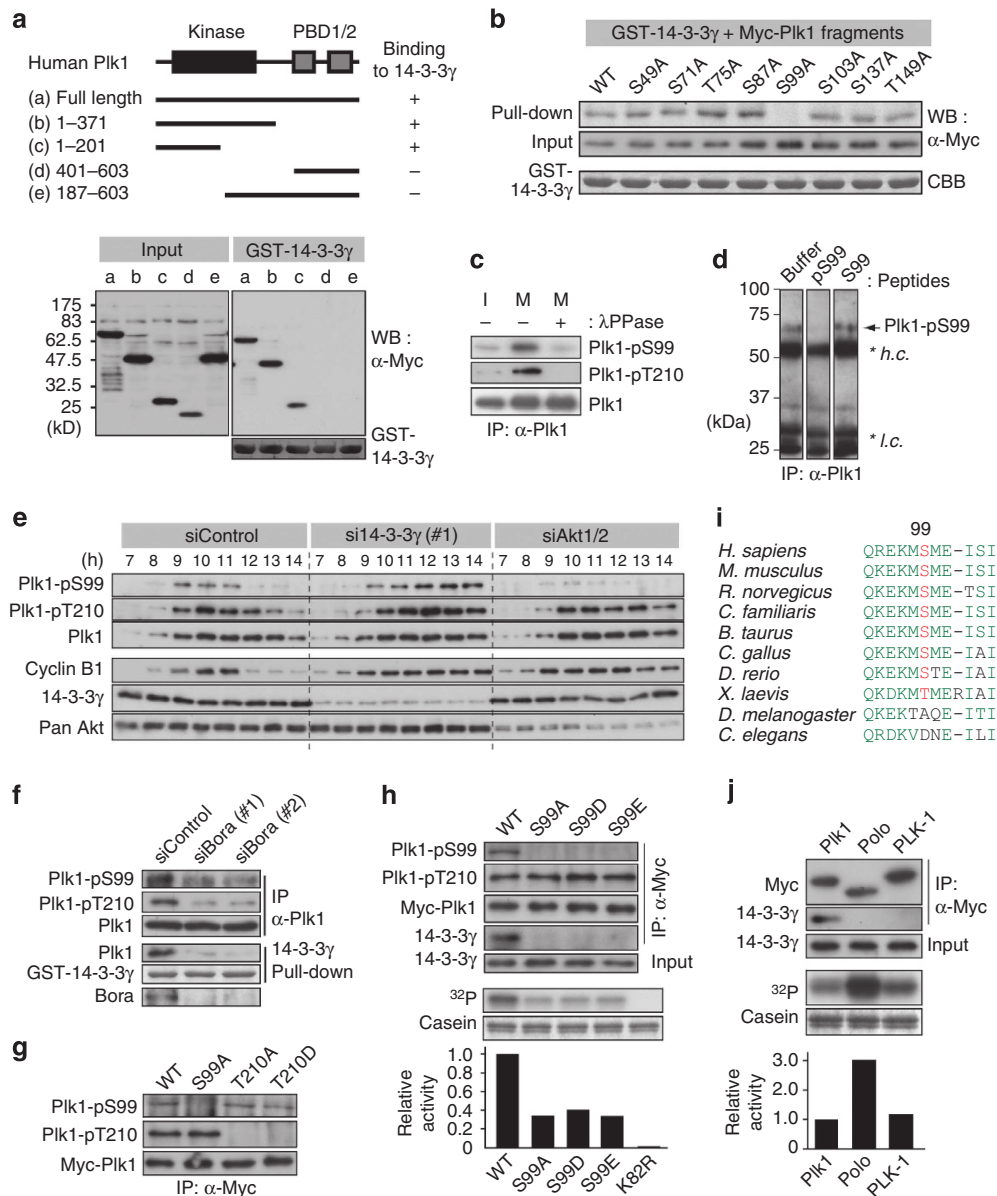 a
Kinase PBD1/2
Human Plk1
Binding
to 14-3-3γ
(a) Full length +
(b) 1–371 +
(c) 1–201 +
(d) 401–603 –
(e) 187–603 –
Input GST-14-3-3γ
a b c d e a b c d e
175
83
62.5
47.5
32.5
25
(kD)
WB :
α-Myc
GST-
14-3-3γ
b
GST-14-3-3γ + Myc-Plk1 fragments
WT S49A S71A T75A S87A S99A S103A S137A T149A
Pull-down
Input
WB :
α-Myc
GST-
14-3-3γ
CBB
c
I M M
– – + : λPPase
Plk1-pS99
Plk1-pT210
Plk1
IP: α-Plk1
d
Buffer pS99 S99 : Peptides
100
75
50
37
(kDa)
25
Plk1-pS99
* h.c.
* l.c.
IP: α-Plk1
e
siControl si14-3-3γ (#1) siAkt1/2
(h) 7 8 9 10 11 12 13 14 7 8 9 10 11 12 13 14 7 8 9 10 11 12 13 14
Plk1-pS99
Plk1-pT210
Plk1
Cyclin B1
14-3-3γ
Pan Akt
i
99
H. sapiens QREKMSME-ISI
M. musculus QKEKMSME-ISI
R. norvegicus QKEKMSME-TSI
C. familiaris QKEKMSME-ISI
B. taurus QKEKMSME-ISI
C. gallus QKEKMSME-IAI
D. rerio QKEKMSTE-IAI
X. laevis QKDKMTMERIAI
D. melanogaster QKEKTAQE-ITI
C. elegans QRDKVDNE-ILI
f
siControl siBora (#1) siBora (#2)
Plk1-pS99
Plk1-pT210
Plk1
IP
α-Plk1
Plk1
GST-14-3-3γ
14-3-3γ
Pull-down
Bora
g
WT S99A T210A T210D
Plk1-pS99
Plk1-pT210
Myc-Plk1
IP: α-Myc
h
WT S99A S99D S99E
Plk1-pS99
Plk1-pT210
Myc-Plk1
14-3-3γ
IP: α-Myc
14-3-3γ Input
32P
Casein
Relative
activity
1.0
0.8
0.4
0.2
0
WT S99A S99D S99E K82R
j
Plk1 Polo PLK-1
Myc
14-3-3γ
IP:
α-Myc
14-3-3γ Input
32P
Casein
Relative
activity
3.0
2.0
1.0
0
Plk1 Polo PLK-1